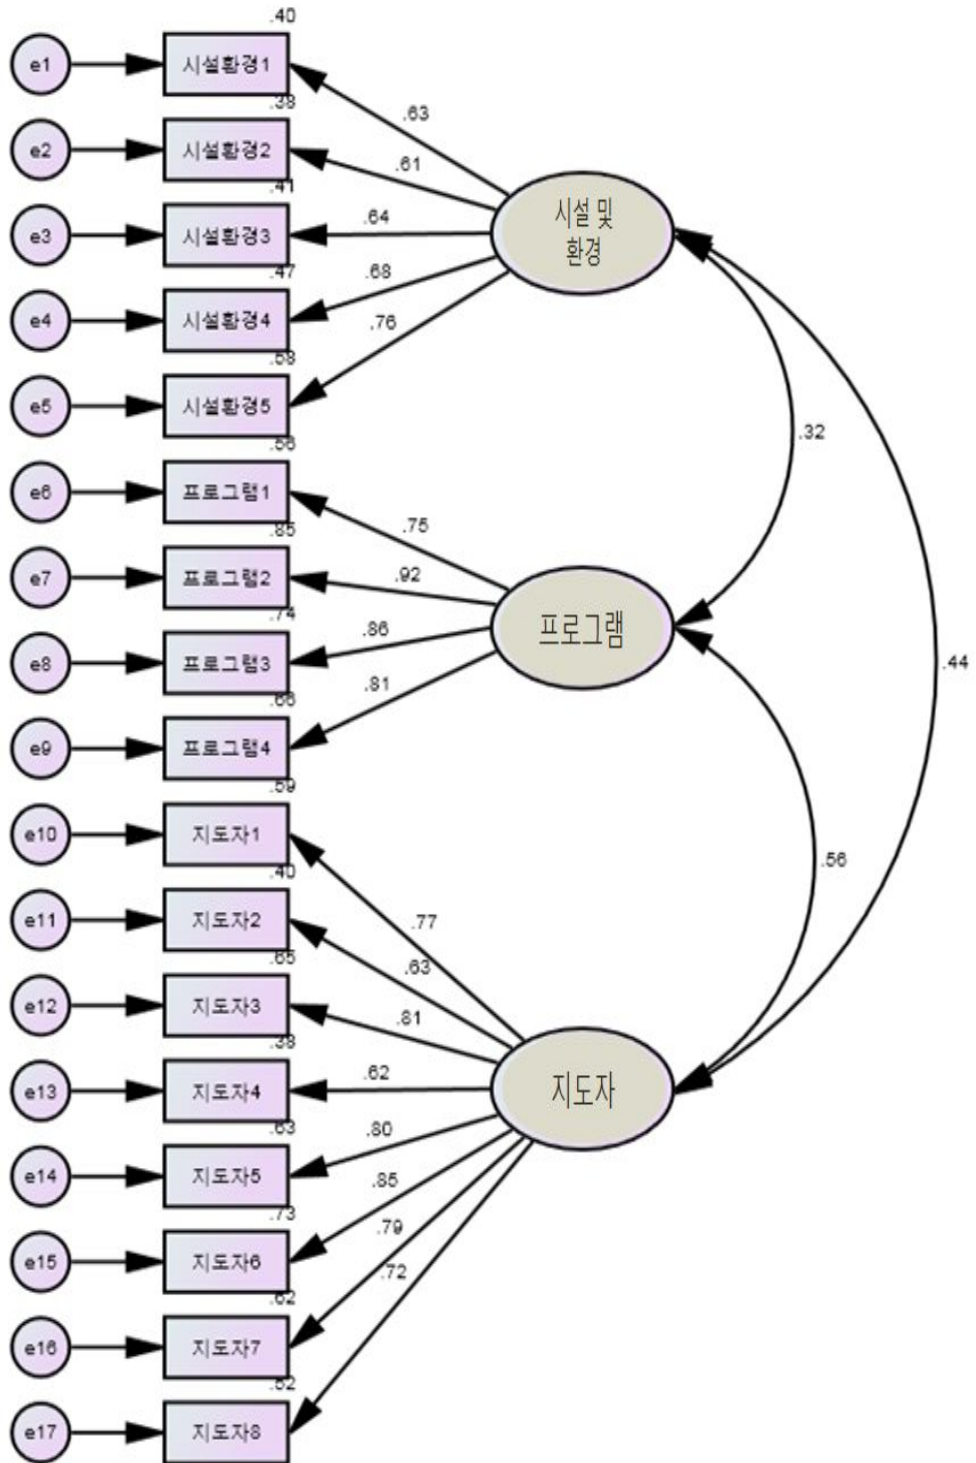 .40
e1
시설환경1
.63
.38
e2
시설환경2
.61
.41
e3
시설환경3
.64
.47
e4
시설환경4
.68
.58
e5
시설환경5
.76
시설 및
환경
.56
e6
프로그램1
.75
.85
e7
프로그램2
.92
.74
e8
프로그램3
.86
.66
e9
프로그램4
.81
프로그램
.32
.44
.59
e10
지도자1
.77
.40
e11
지도자2
.63
.65
e12
지도자3
.81
.38
e13
지도자4
.62
.63
e14
지도자5
.80
.73
e15
지도자6
.85
.62
e16
지도자7
.79
.52
e17
지도자8
.72
지도자
.56